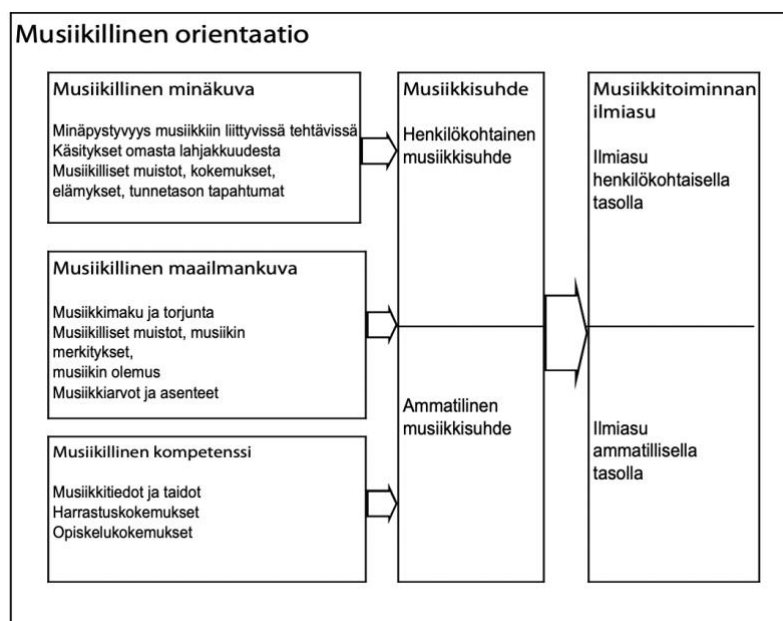 Musiikillinen orientaatio
Musiikillinen minäkuva
Minäpystyvyys musiikkiin liittyvissä tehtävissä
Käsitykset omasta lahjakkuudesta
Musiikilliset muistot, kokemukset,
elämykset, tunnetason tapahtumat
Musiikillinen maailmankuva
Musiikkimaku ja torjunta
Musiikilliset muistot, musiikin
merkitykset,
musiikin olemus
Musiikkiarvot ja asenteet
Musiikillinen kompetenssi
Musiikkitiedot ja taidot
Harrastuskokemukset
Opiskelukokemukset
Musiikkisuhde
Henkilökohtainen
musiikkisuhde
Ammatilinen
musiikkisuhde
Musiikkitoiminnan
ilmiasu
Ilmiasu
henkilökohtaisella
tasolla
Ilmiasu
ammatillisella
tasolla